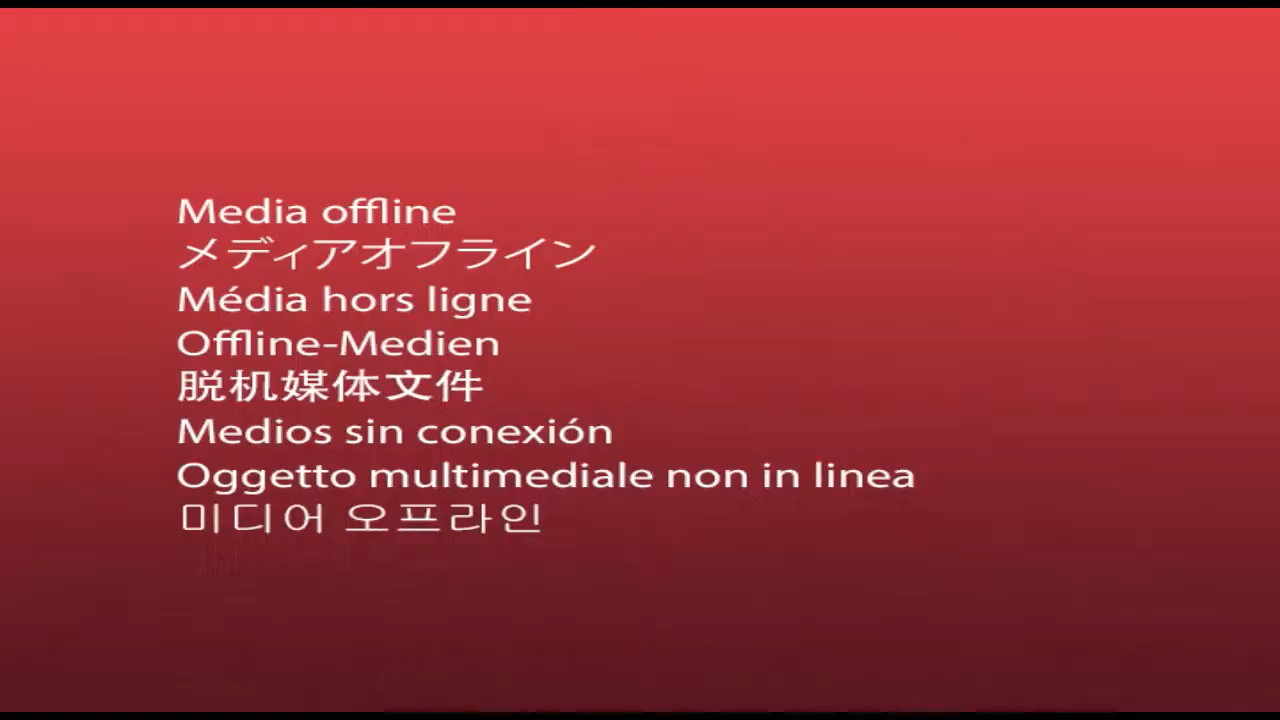 Media offline
メディアオフライン
Média hors ligne
Offline-Medien
脱机媒体文件
Medios sin conexión
Oggetto multimediale non in linea
미디어 오프라인